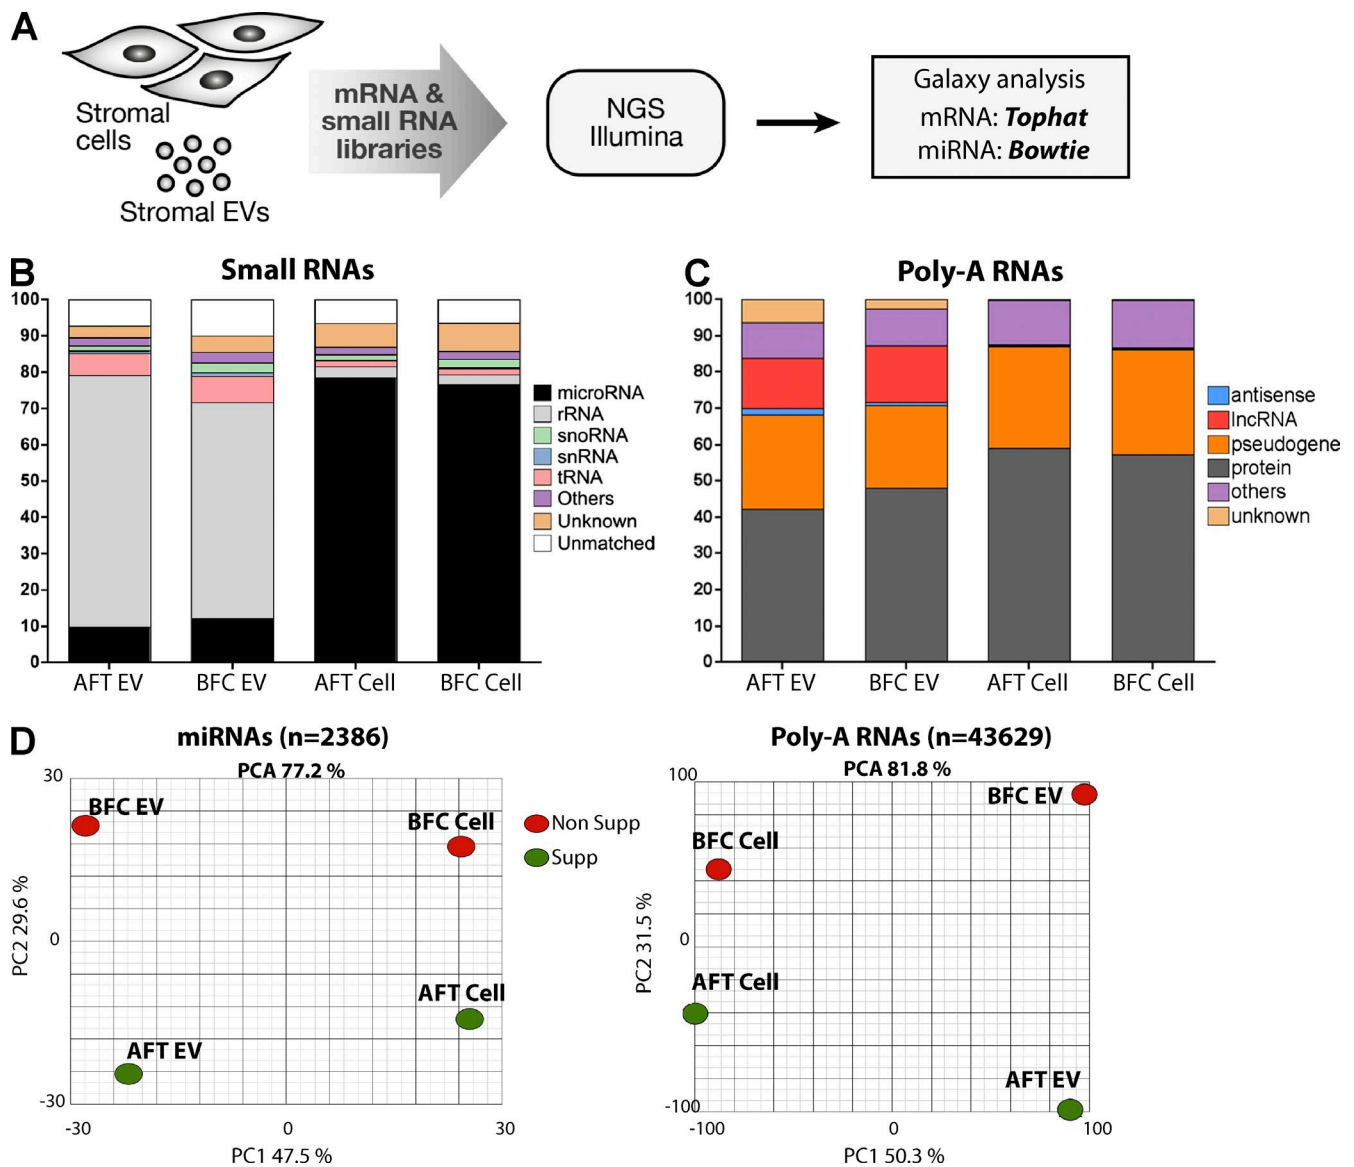 A
Stromal
cells
Stromal EVs
mRNA &
small RNA
libraries
NGS
Illumina
Galaxy analysis
mRNA: Tophat
miRNA: Bowtie
B
Small RNAs
100
90
80
70
60
50
40
30
20
10
0
AFT EV
BFC EV
AFT Cell
BFC Cell
microRNA
rRNA
snoRNA
snRNA
tRNA
Others
Unknown
Unmatched
C
Poly-A RNAs
100
90
80
70
60
50
40
30
20
10
0
AFT EV
BFC EV
AFT Cell
BFC Cell
antisense
lncRNA
pseudogene
protein
others
unknown
D
miRNAs (n=2386)
PCA 77.2 %
30
0
-30
PC2 29.6 %
BFC EV
BFC Cell
AFT Cell
AFT EV
-30
0
30
PC1 47.5 %
Non Supp
Supp
Poly-A RNAs (n=43629)
PCA 81.8 %
100
0
-100
PC2 31.5 %
BFC EV
BFC Cell
AFT Cell
AFT EV
-100
0
100
PC1 50.3 %